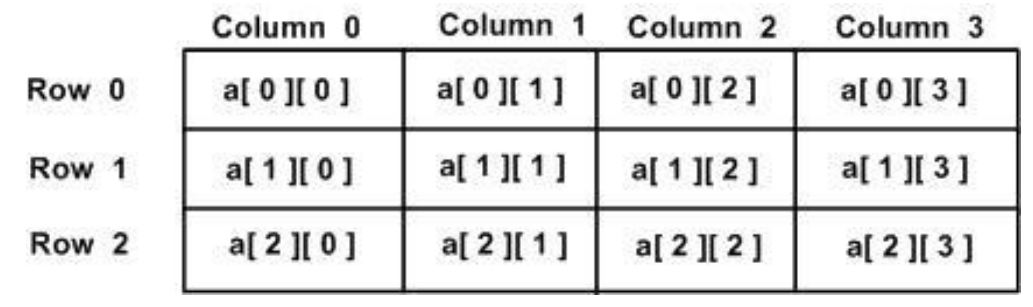 Column 0 Column 1 Column 2 Column 3
Row 0 a[ 0 ][ 0 ] a[ 0 ][ 1 ] a[ 0 ][ 2 ] a[ 0 ][ 3 ]
Row 1 a[ 1 ][ 0 ] a[ 1 ][ 1 ] a[ 1 ][ 2 ] a[ 1 ][ 3 ]
Row 2 a[ 2 ][ 0 ] a[ 2 ][ 1 ] a[ 2 ][ 2 ] a[ 2 ][ 3 ]